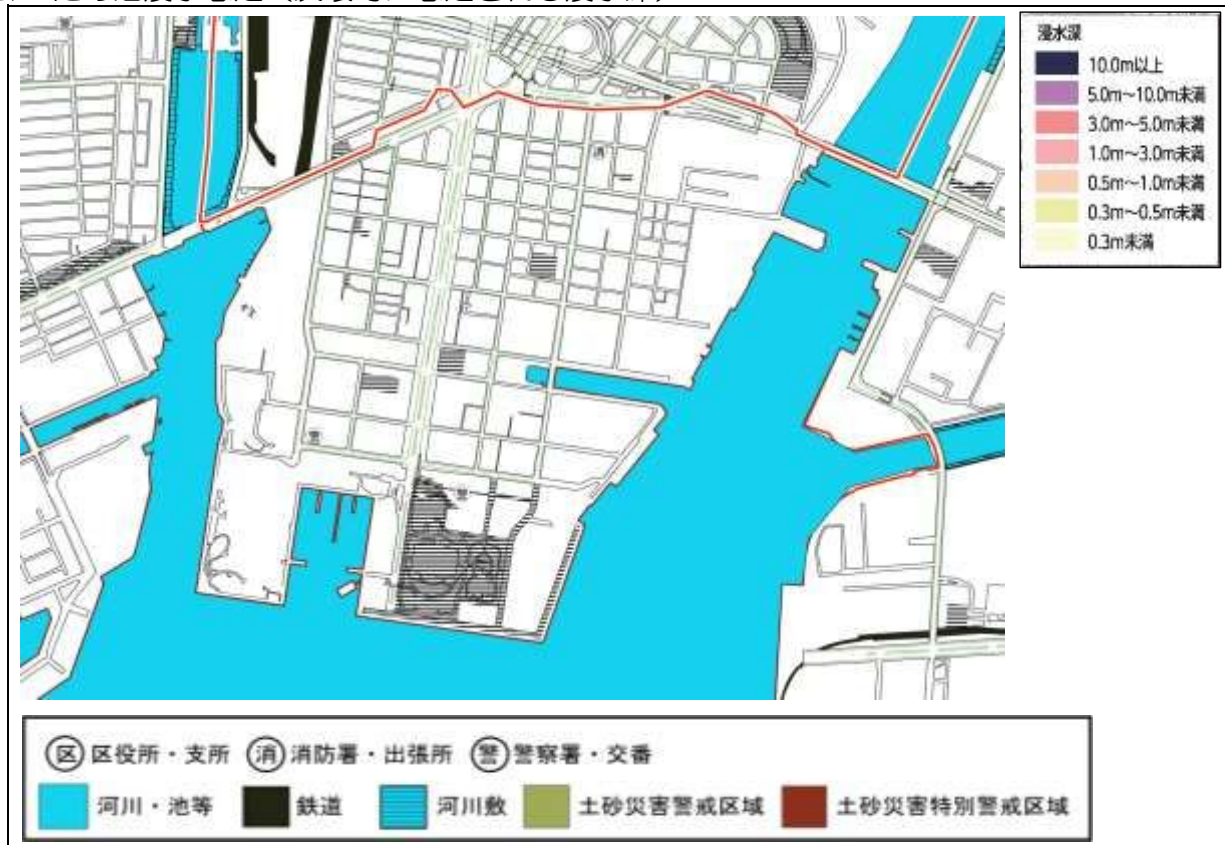 浸水深
10.0m以上
5.0m～10.0m未満
3.0m～5.0m未満
1.0m～3.0m未満
0.5m～1.0m未満
0.3m～0.5m未満
0.3m未満
消
区 区役所・支所 消 消防署・出張所 警 警察署・交番
河川・池等 鉄道 河川敷 土砂災害警戒区域 土砂災害特別警戒区域